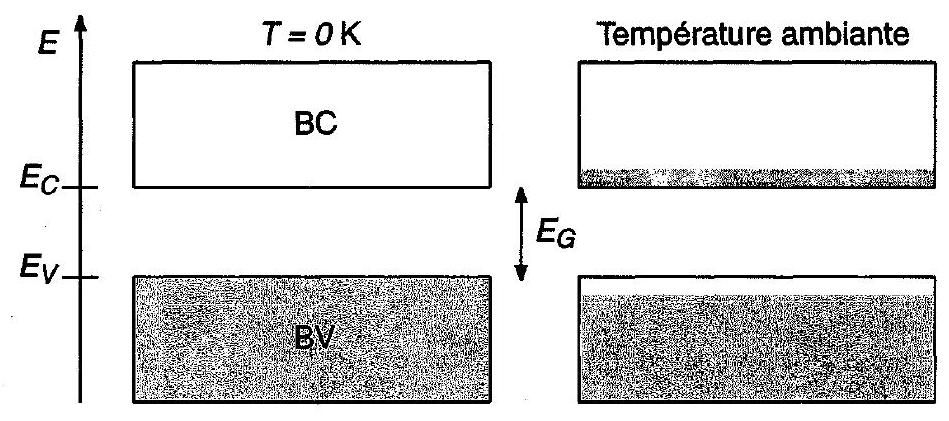 E
T = 0 K
Température ambiante
BC
E_C
E_G
E_V
BV